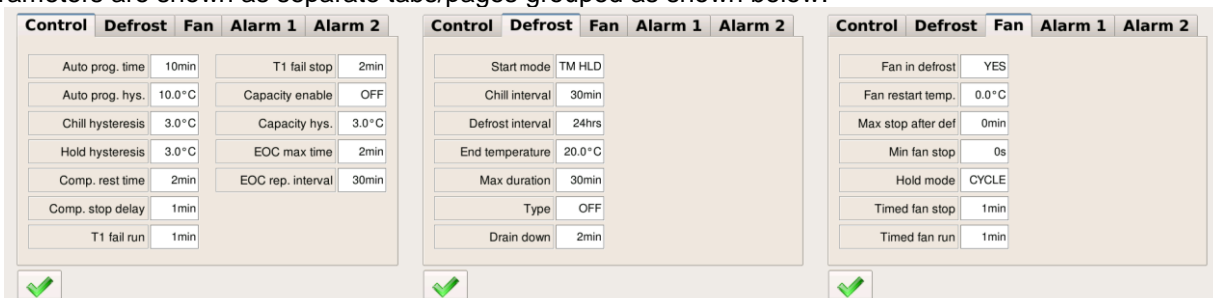 rameters are shown as separate tabs/pages grouped as shown below:
Control Defrost Fan Alarm 1 Alarm 2
Auto prog. time 10min T1 fail stop 2min
Auto prog. hys. 10.0°C Capacity enable OFF
Chill hysteresis 3.0°C Capacity hys. 3.0°C
Hold hysteresis 3.0°C EOC max time 2min
Comp. rest time 2min EOC rep. interval 30min
Comp. stop delay 1min
T1 fail run 1min
Control Defrost Fan Alarm 1 Alarm 2
Start mode TM HLD
Chill interval 30min
Defrost interval 24hrs
End temperature 20.0°C
Max duration 30min
Type OFF
Drain down 2min
Control Defrost Fan Alarm 1 Alarm 2
Fan in defrost YES
Fan restart temp. 0.0°C
Max stop after def 0min
Min fan stop 0s
Hold mode CYCLE
Timed fan stop 1min
Timed fan run 1min